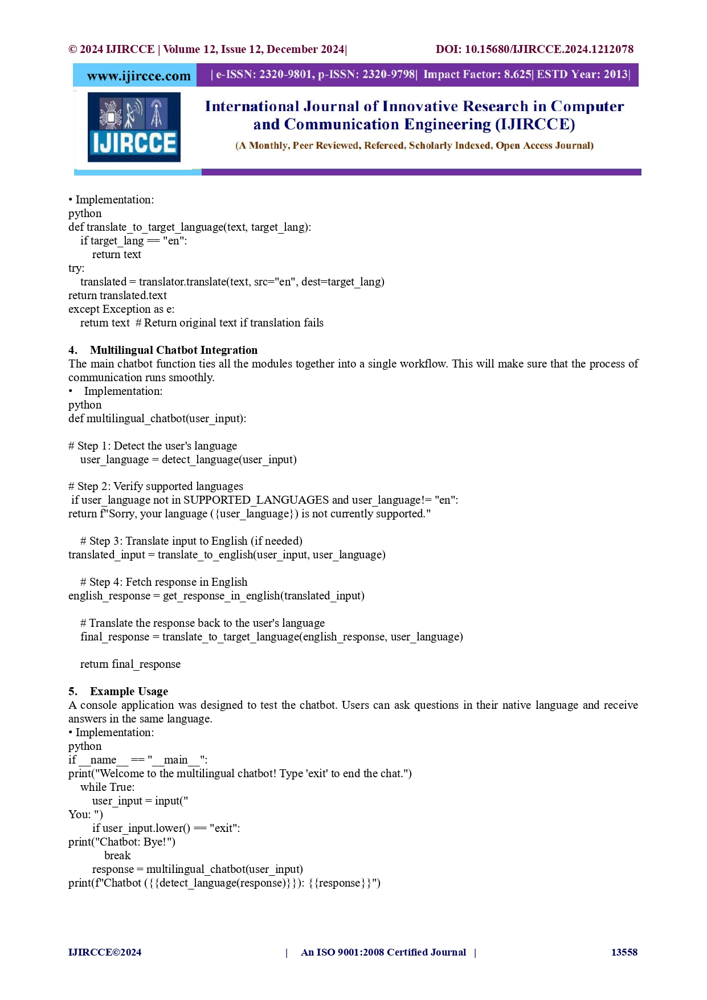 © 2024 IJIRCCE | Volume 12, Issue 12, December 2024| DOI: 10.15680/IJIRCCE.2024.1212078
www.ijircce.com | e-ISSN: 2320-9801, p-ISSN: 2320-9798| Impact Factor: 8.625| ESTD Year: 2013|
IJIRCCE
International Journal of Innovative Research in Computer
and Communication Engineering (IJIRCCE)
(A Monthly, Peer Reviewed, Refereed, Scholarly Indexed, Open Access Journal)
• Implementation:
python
def translate_to_target_language(text, target_lang):
    if target_lang == "en":
        return text
try:
    translated = translator.translate(text, src="en", dest=target_lang)
return translated.text
except Exception as e:
    return text  # Return original text if translation fails
4. Multilingual Chatbot Integration
The main chatbot function ties all the modules together into a single workflow. This will make sure that the process of
communication runs smoothly.
• Implementation:
python
def multilingual_chatbot(user_input):
# Step 1: Detect the user's language
    user_language = detect_language(user_input)
# Step 2: Verify supported languages
 if user_language not in SUPPORTED_LANGUAGES and user_language!= "en":
return f"Sorry, your language ({user_language}) is not currently supported."
    # Step 3: Translate input to English (if needed)
translated_input = translate_to_english(user_input, user_language)
    # Step 4: Fetch response in English
english_response = get_response_in_english(translated_input)
    # Translate the response back to the user's language
    final_response = translate_to_target_language(english_response, user_language)
    return final_response
5. Example Usage
A console application was designed to test the chatbot. Users can ask questions in their native language and receive
answers in the same language.
• Implementation:
python
if __name__ == "__main__":
print("Welcome to the multilingual chatbot! Type 'exit' to end the chat.")
    while True:
        user_input = input("
You: ")
        if user_input.lower() == "exit":
print("Chatbot: Bye!")
            break
        response = multilingual_chatbot(user_input)
print(f"Chatbot ({{detect_language(response)}}): {{response}}")
IJIRCCE©2024 | An ISO 9001:2008 Certified Journal | 13558